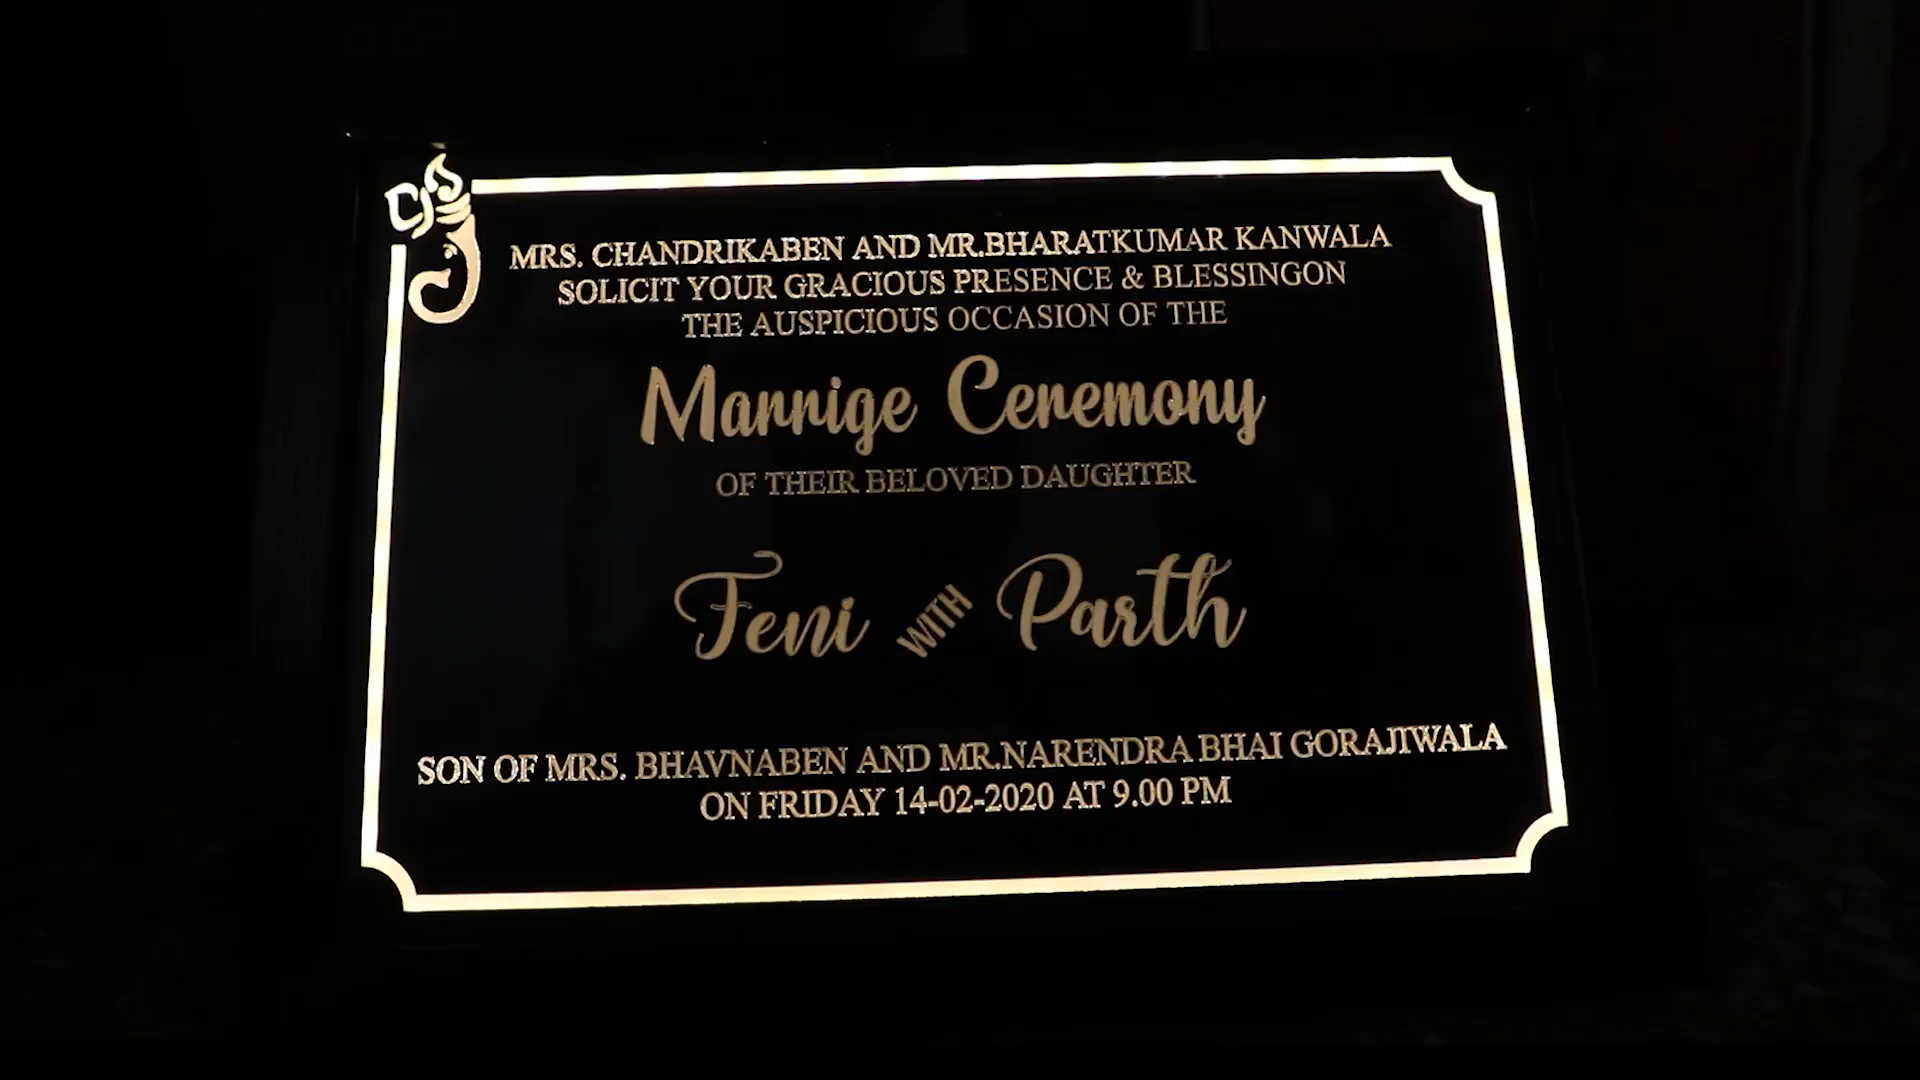 MRS. CHANDRIKABEN AND MR.BHARATKUMAR KANWALA
SOLICIT YOUR GRACIOUS PRESENCE & BLESSINGON
THE AUSPICIOUS OCCASION OF THE
Marrige Ceremony
OF THEIR BELOVED DAUGHTER
Feni WITH Parth
SON OF MRS. BHAVNABEN AND MR.NARENDRA BHAI GORAJIWALA
ON FRIDAY 14-02-2020 AT 9.00 PM